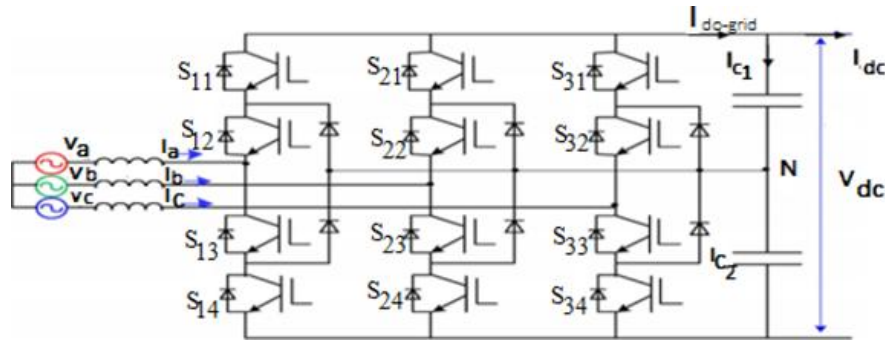 I dc-grid
S11 S21 S31 Ic1 Idc
S12 S22 S32
va Ia
vb Ib N Vdc
vc IC
S13 S23 S33 IC2
S14 S24 S34